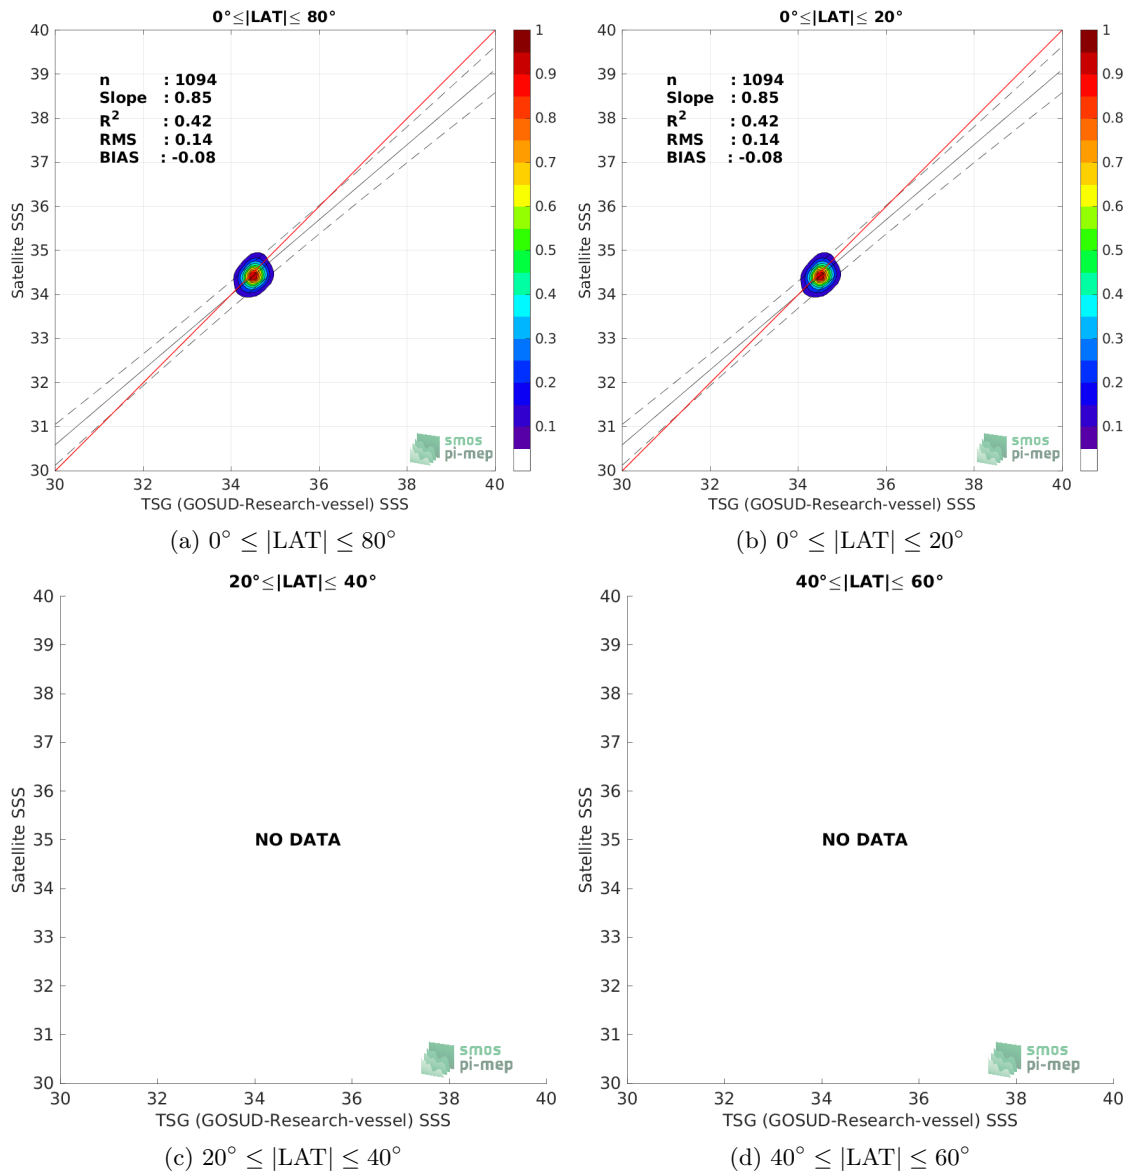 0°≤|LAT|≤ 80°
40
39
38
37
36
35
34
33
32
31
30
Satellite SSS
n : 1094
Slope : 0.85
R² : 0.42
RMS : 0.14
BIAS : -0.08
smos
pi-mep
30 32 34 36 38 40
TSG (GOSUD-Research-vessel) SSS
1
0.9
0.8
0.7
0.6
0.5
0.4
0.3
0.2
0.1
(a) 0° ≤ |LAT| ≤ 80°
0°≤|LAT|≤ 20°
40
39
38
37
36
35
34
33
32
31
30
Satellite SSS
n : 1094
Slope : 0.85
R² : 0.42
RMS : 0.14
BIAS : -0.08
smos
pi-mep
30 32 34 36 38 40
TSG (GOSUD-Research-vessel) SSS
1
0.9
0.8
0.7
0.6
0.5
0.4
0.3
0.2
0.1
(b) 0° ≤ |LAT| ≤ 20°
20°≤|LAT|≤ 40°
40
39
38
37
36
35
34
33
32
31
30
Satellite SSS
NO DATA
smos
pi-mep
30 32 34 36 38 40
TSG (GOSUD-Research-vessel) SSS
(c) 20° ≤ |LAT| ≤ 40°
40°≤|LAT|≤ 60°
40
39
38
37
36
35
34
33
32
31
30
Satellite SSS
NO DATA
smos
pi-mep
30 32 34 36 38 40
TSG (GOSUD-Research-vessel) SSS
(d) 40° ≤ |LAT| ≤ 60°